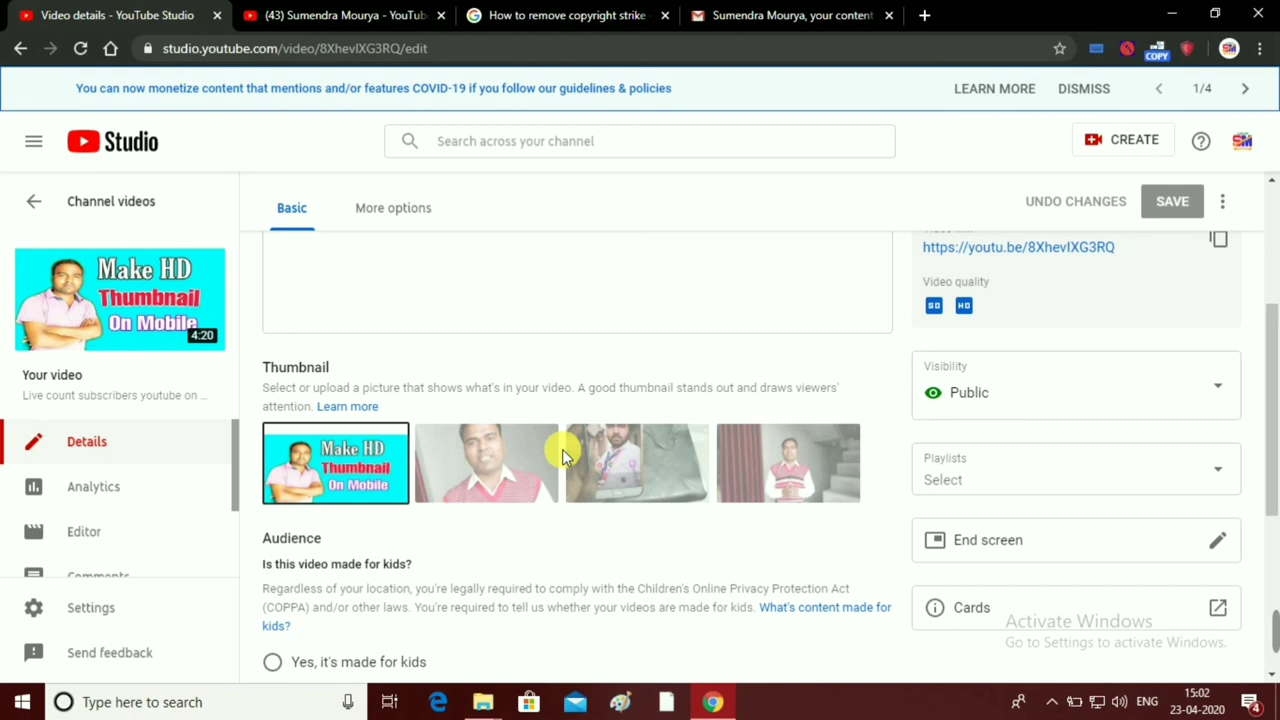 Video details - YouTube Studio
(43) Sumendra Mourya - YouTub
How to remove copyright strike
Sumendra Mourya, your content
studio.youtube.com/video/8XhevIXG3RQ/edit
COPY
SM
You can now monetize content that mentions and/or features COVID-19 if you follow our guidelines & policies
LEARN MORE
DISMISS
1/4
Studio
Search across your channel
CREATE
SM
Channel videos
Basic
More options
UNDO CHANGES
SAVE
https://youtu.be/8XhevIXG3RQ
Video quality
SD
HD
Make HD
Thumbnail
On Mobile
4:20
Your video
Live count subscribers youtube on ...
Details
Analytics
Editor
Comments
Settings
Send feedback
Thumbnail
Select or upload a picture that shows what's in your video. A good thumbnail stands out and draws viewers'
attention. Learn more
Make HD
Thumbnail
On Mobile
Audience
Is this video made for kids?
Regardless of your location, you're legally required to comply with the Children's Online Privacy Protection Act
(COPPA) and/or other laws. You're required to tell us whether your videos are made for kids. What's content made for
kids?
Yes, it's made for kids
Visibility
Public
Playlists
Select
End screen
Cards
Activate Windows
Go to Settings to activate Windows.
Type here to search
ENG
15:02
23-04-2020
4